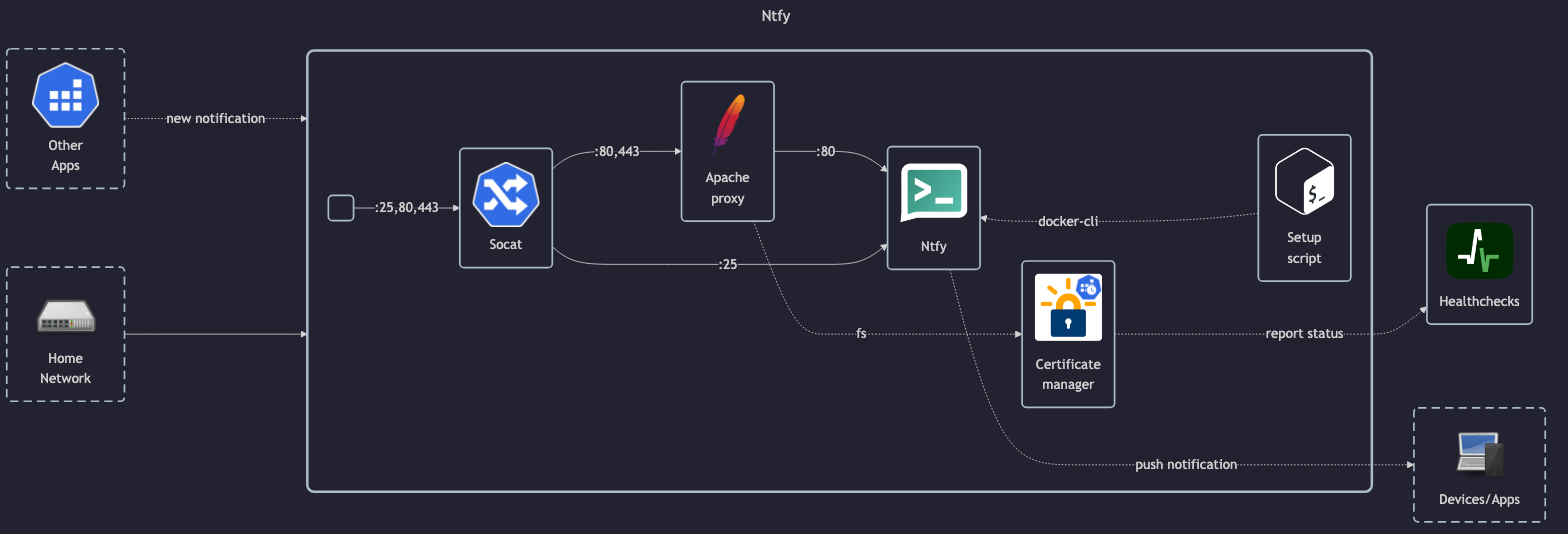 Ntfy
Other
Apps
new notification
Home
Network
:25,80,443
Socat
:80,443
:25
Apache
proxy
:80
fs
>_
Ntfy
docker-cli
$_
Setup
script
Certificate
manager
report status
Healthchecks
push notification
Devices/Apps